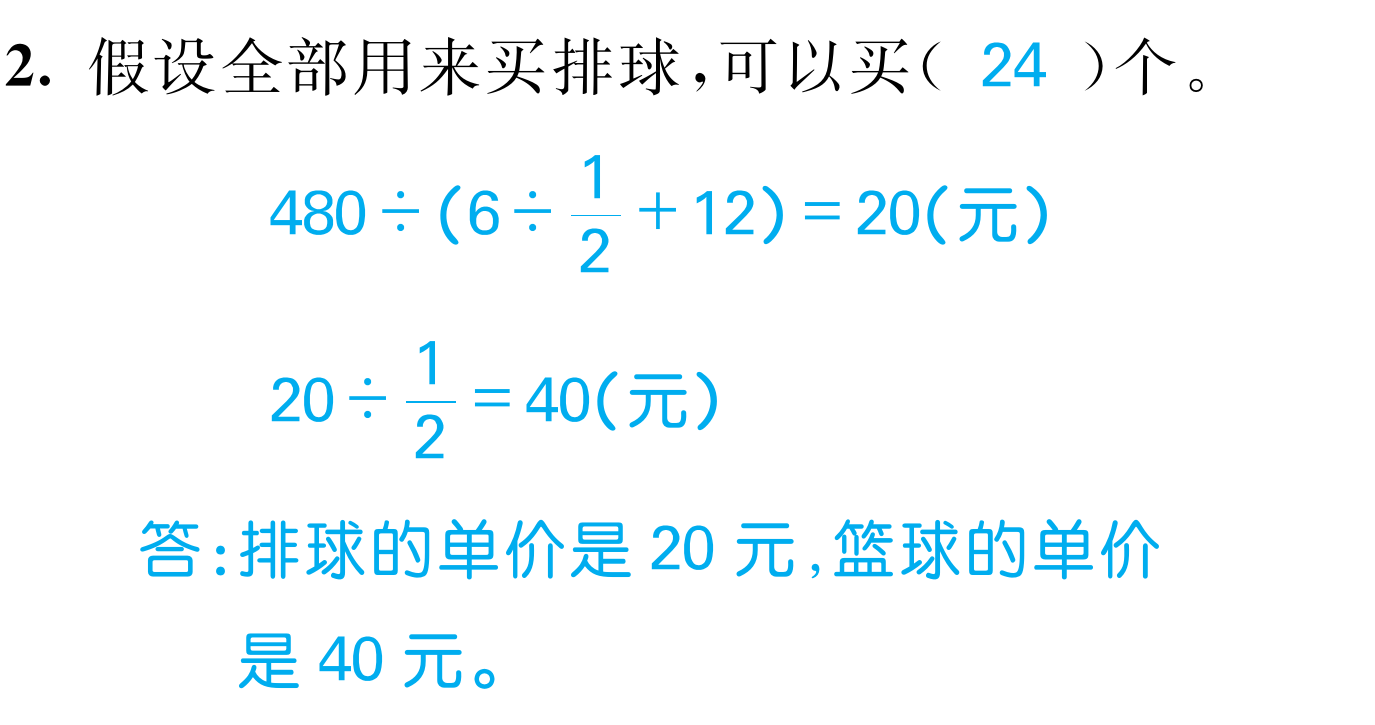 2. 假设全部用来买排球,可以买( 24 )个。
480÷(6÷1/2+12)=20(元)
20÷1/2=40(元)
答:排球的单价是 20 元,篮球的单价
是 40 元。